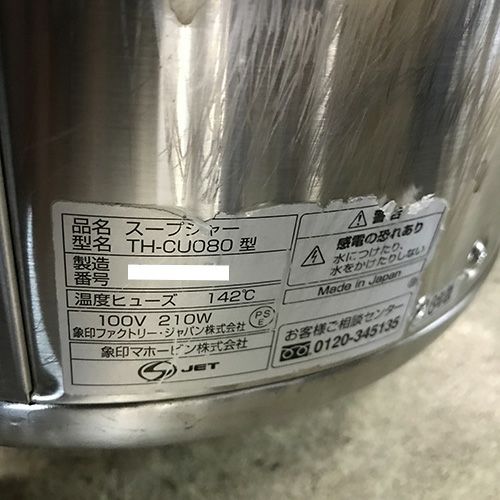 品名 スープジャー
型名 TH-CU080 型
製造
番号
温度ヒューズ 142℃
100V 210W
PS
E
象印ファクトリー・ジャパン株式会社
象印マホービン株式会社
JET
警告
感電の恐れあり
水につけたり、
水をかけたりしない
Made in Japan
お客様ご相談センター
0120-345135